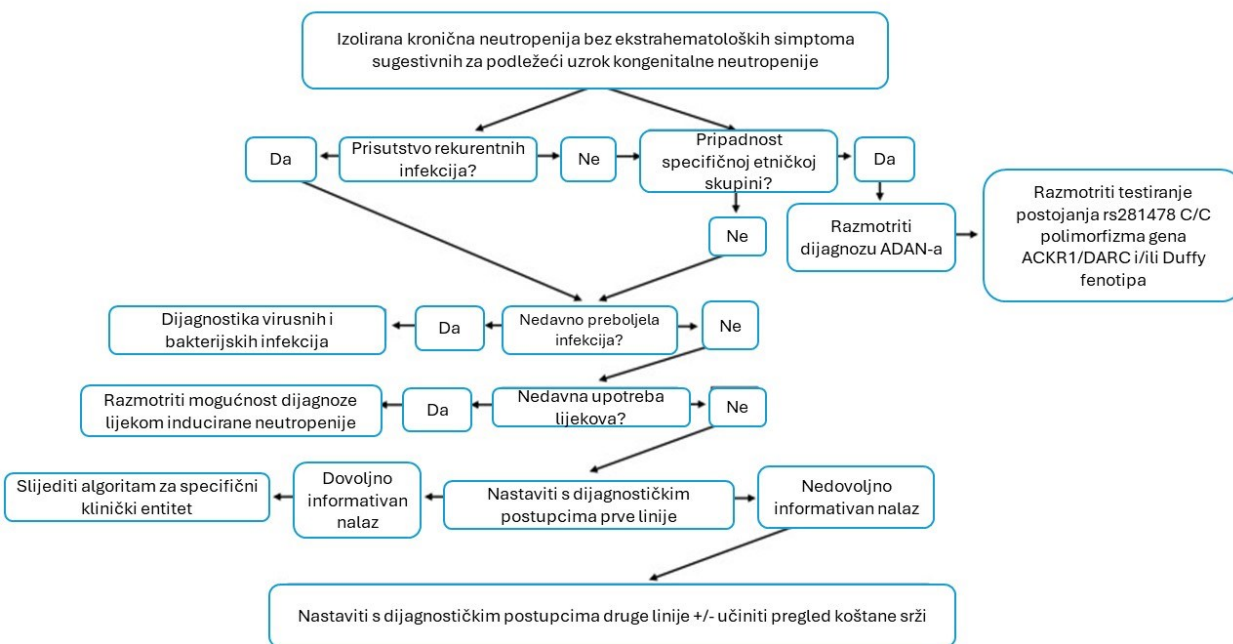 Izolirana kronična neutropenija bez ekstrahematoloških simptoma
sugestivnih za podležeći uzrok kongenitalne neutropenije
Da
Prisutstvo rekurentnih
infekcija?
Ne
Pripadnost
specifičnoj etničkoj
skupini?
Da
Ne
Razmotriti
dijagnozu ADAN-a
Razmotriti testiranje
postojanja rs281478 C/C
polimorfizma gena
ACKR1/DARC i/ili Duffy
fenotipa
Dijagnostika virusnih i
bakterijskih infekcija
Da
Nedavno preboljela
infekcija?
Ne
Razmotriti mogućnost dijagnoze
lijekom inducirane neutropenije
Da
Nedavna upotreba
lijekova?
Ne
Slijediti algoritam za specifični
klinički entitet
Dovoljno
informativan
nalaz
Nastaviti s dijagnostičkim
postupcima prve linije
Nedovoljno
informativan nalaz
Nastaviti s dijagnostičkim postupcima druge linije +/- učiniti pregled koštane srži